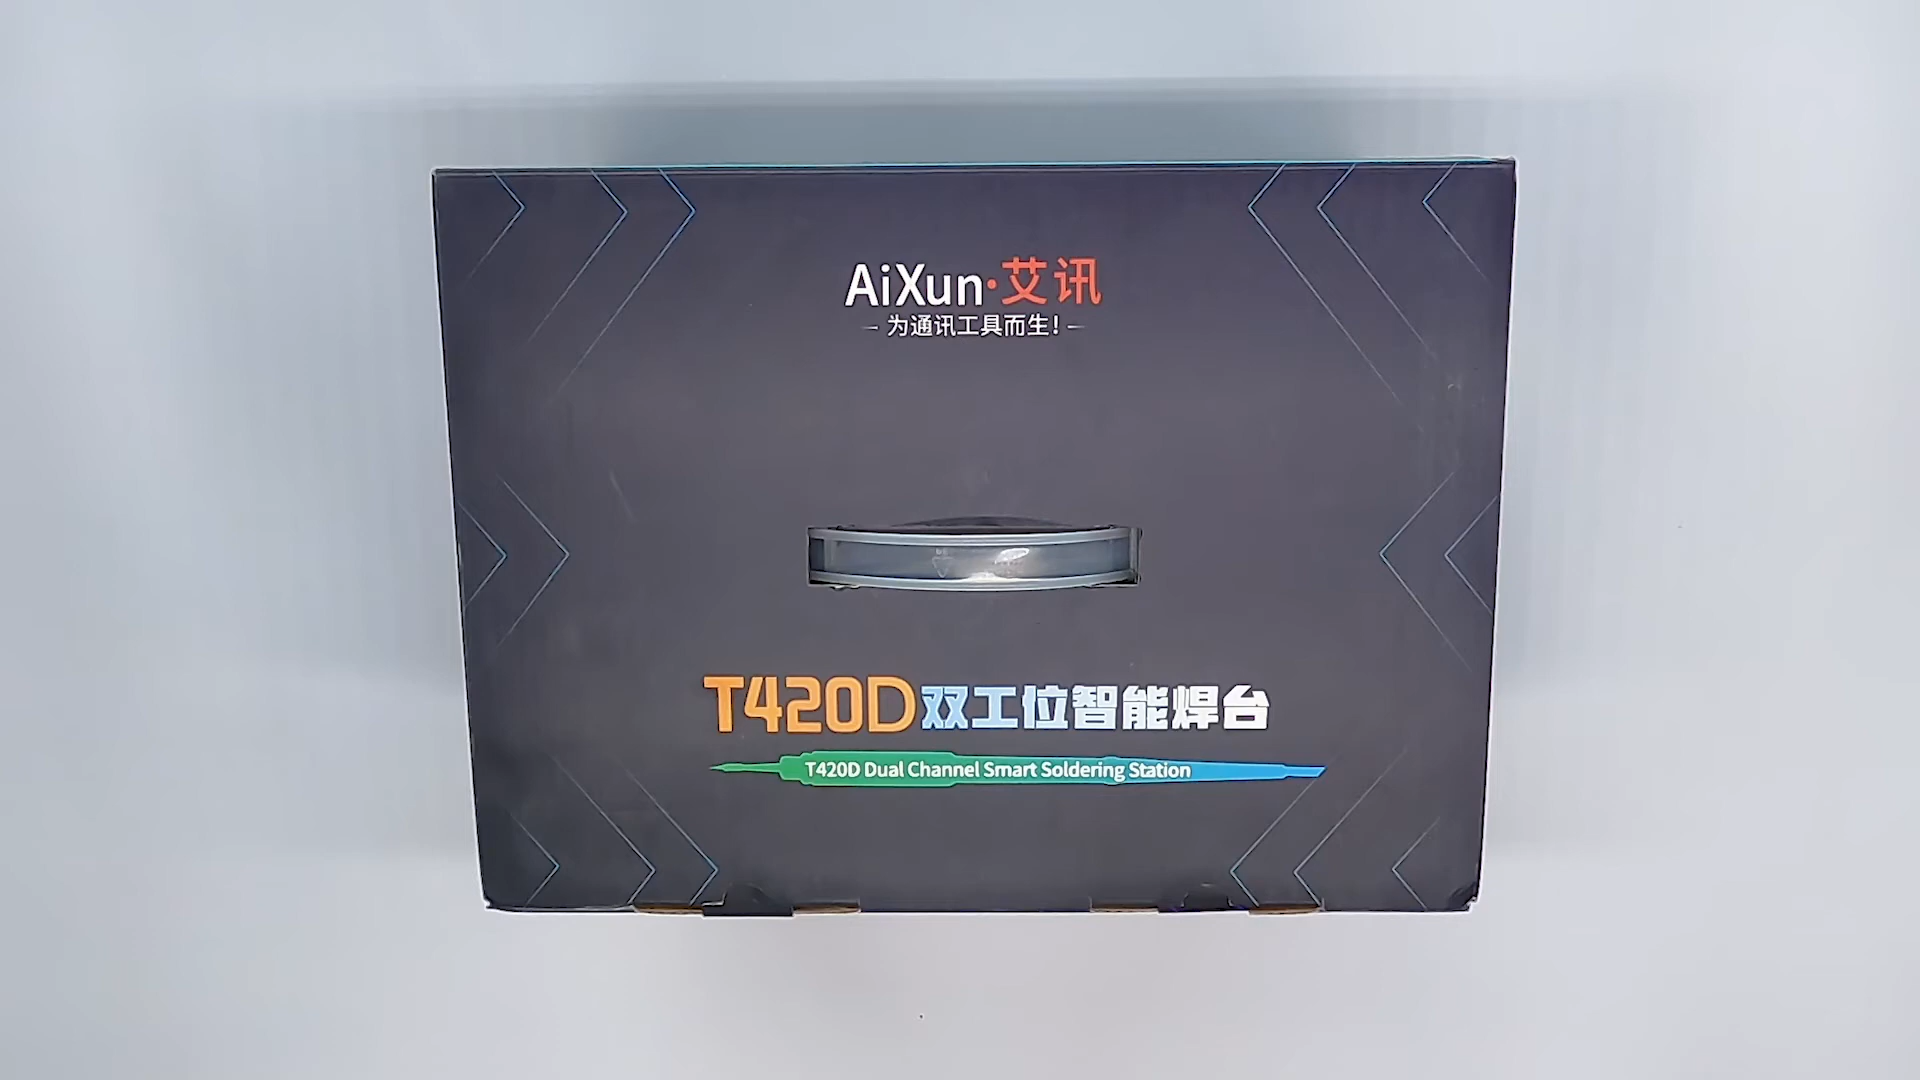 AiXun·艾讯
— 为通讯工具而生! —
T420D双工位智能焊台
T420D Dual Channel Smart Soldering Station